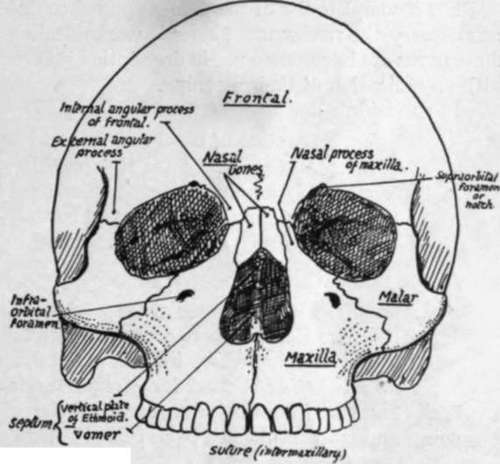 Frontal.
Internal angular process
of frontal.
External angular
process
Nasal
bones
Nasal process
of maxilla.
Supraorbital
foramen
or
notch
Infra-
orbital
Foramen
Malar
Maxilla.
Septum
Vertical plate
of Ethmoid.
Vomer
suture (intermaxillary)